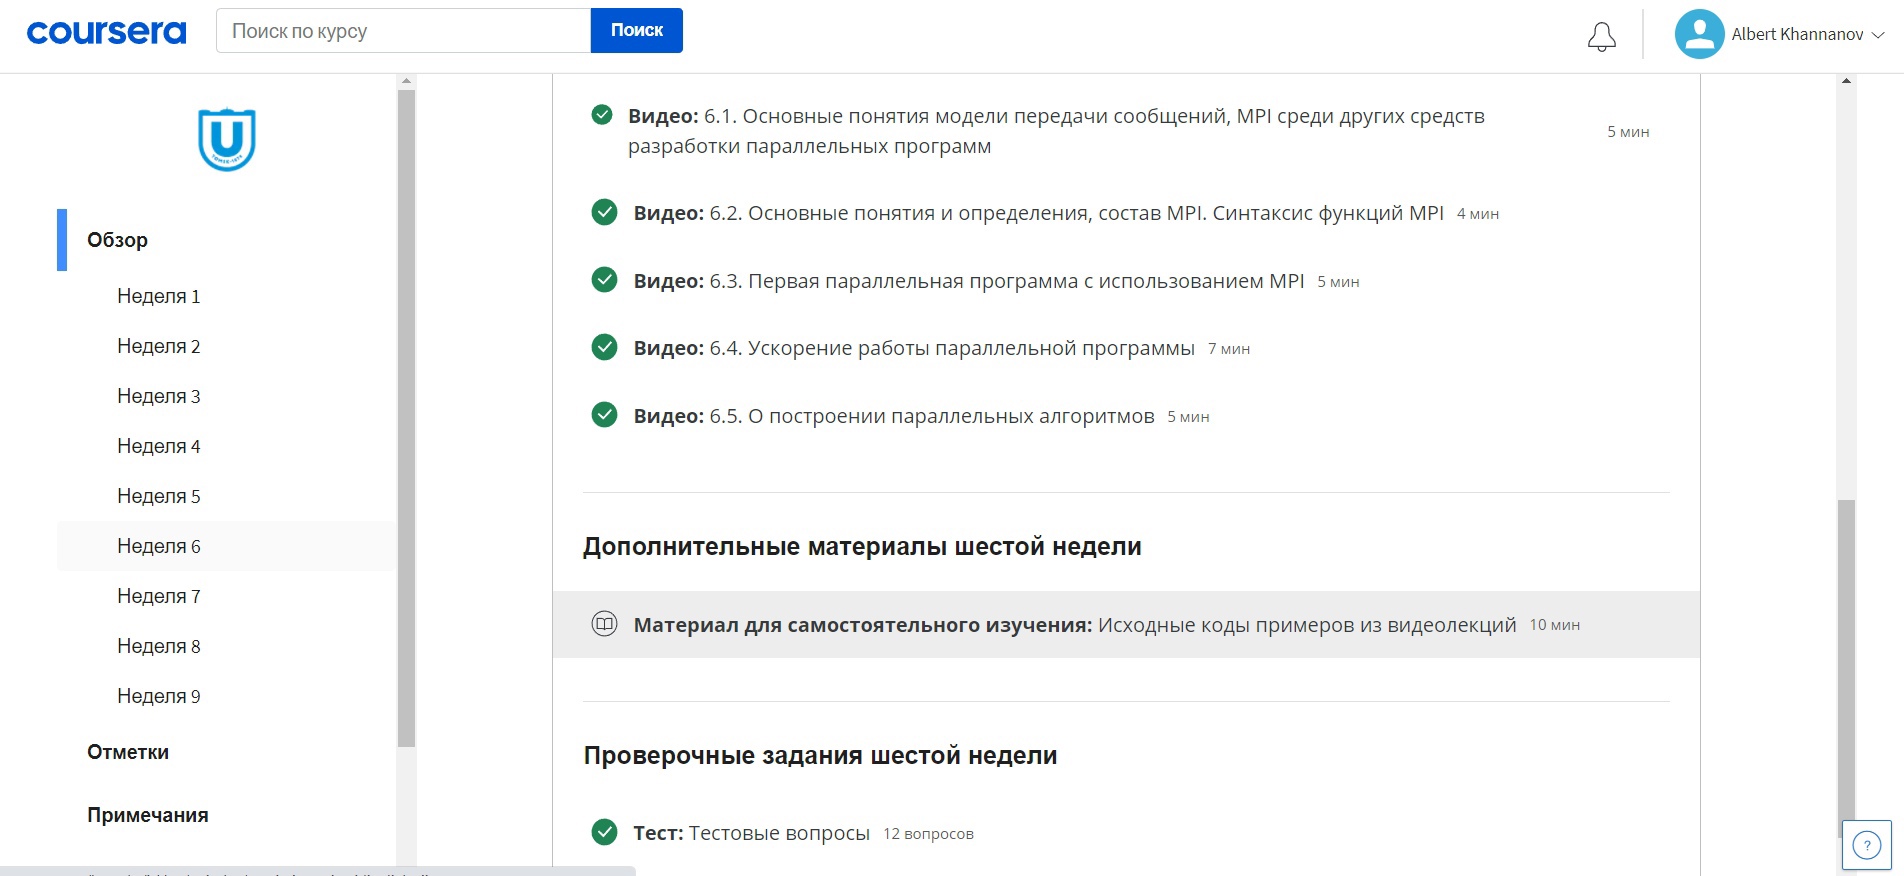 coursera
Поиск по курсу
Поиск
Albert Khannanov
U
Обзор
Неделя 1
Неделя 2
Неделя 3
Неделя 4
Неделя 5
Неделя 6
Неделя 7
Неделя 8
Неделя 9
Отметки
Примечания
Видео: 6.1. Основные понятия модели передачи сообщений, MPI среди других средств
разработки параллельных программ
5 мин
Видео: 6.2. Основные понятия и определения, состав MPI. Синтаксис функций MPI 4 мин
Видео: 6.3. Первая параллельная программа с использованием MPI 5 мин
Видео: 6.4. Ускорение работы параллельной программы 7 мин
Видео: 6.5. О построении параллельных алгоритмов 5 мин
Дополнительные материалы шестой недели
Материал для самостоятельного изучения: Исходные коды примеров из видеолекций 10 мин
Проверочные задания шестой недели
Тест: Тестовые вопросы 12 вопросов
?